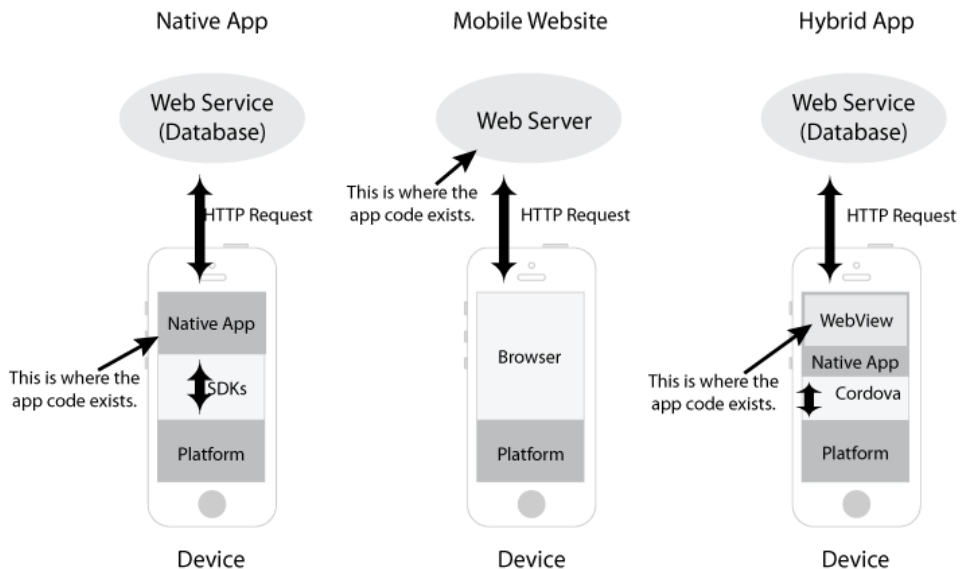 Native App
Web Service
(Database)
HTTP Request
Native App
This is where the
app code exists.
SDKs
Platform
Device
Mobile Website
Web Server
This is where the
app code exists.
HTTP Request
Browser
Platform
Device
Hybrid App
Web Service
(Database)
HTTP Request
WebView
Native App
This is where the
app code exists.
Cordova
Platform
Device